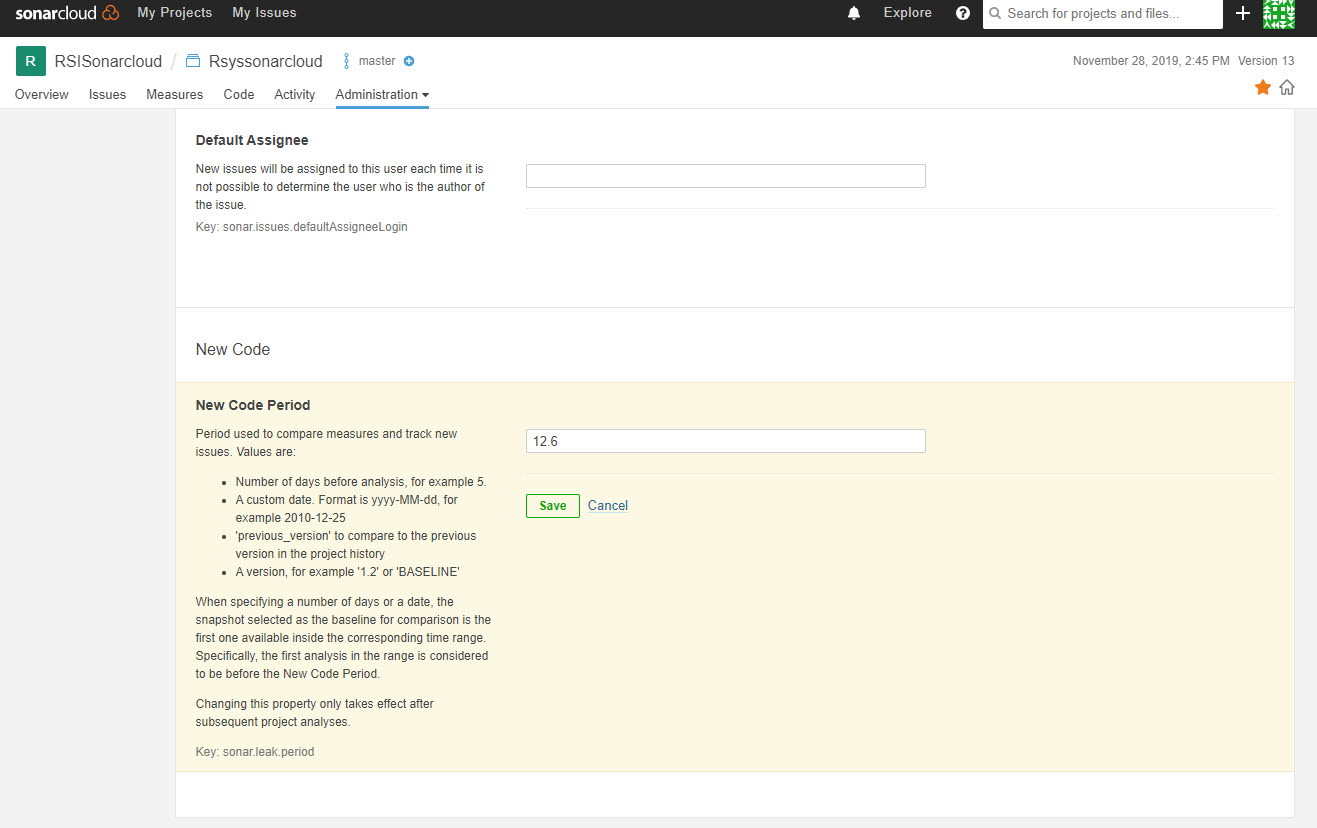 sonarcloud My Projects My Issues Explore Search for projects and files...
R RSISonarcloud / Rsyssonarcloud master November 28, 2019, 2:45 PM Version 13
Overview Issues Measures Code Activity Administration
Default Assignee
New issues will be assigned to this user each time it is
not possible to determine the user who is the author of
the issue.
Key: sonar.issues.defaultAssigneeLogin
New Code
New Code Period
Period used to compare measures and track new
issues. Values are:
12.6
• Number of days before analysis, for example 5.
• A custom date. Format is yyyy-MM-dd, for
example 2010-12-25
• 'previous_version' to compare to the previous
version in the project history
• A version, for example '1.2' or 'BASELINE'
Save Cancel
When specifying a number of days or a date, the
snapshot selected as the baseline for comparison is the
first one available inside the corresponding time range.
Specifically, the first analysis in the range is considered
to be before the New Code Period.
Changing this property only takes effect after
subsequent project analyses.
Key: sonar.leak.period